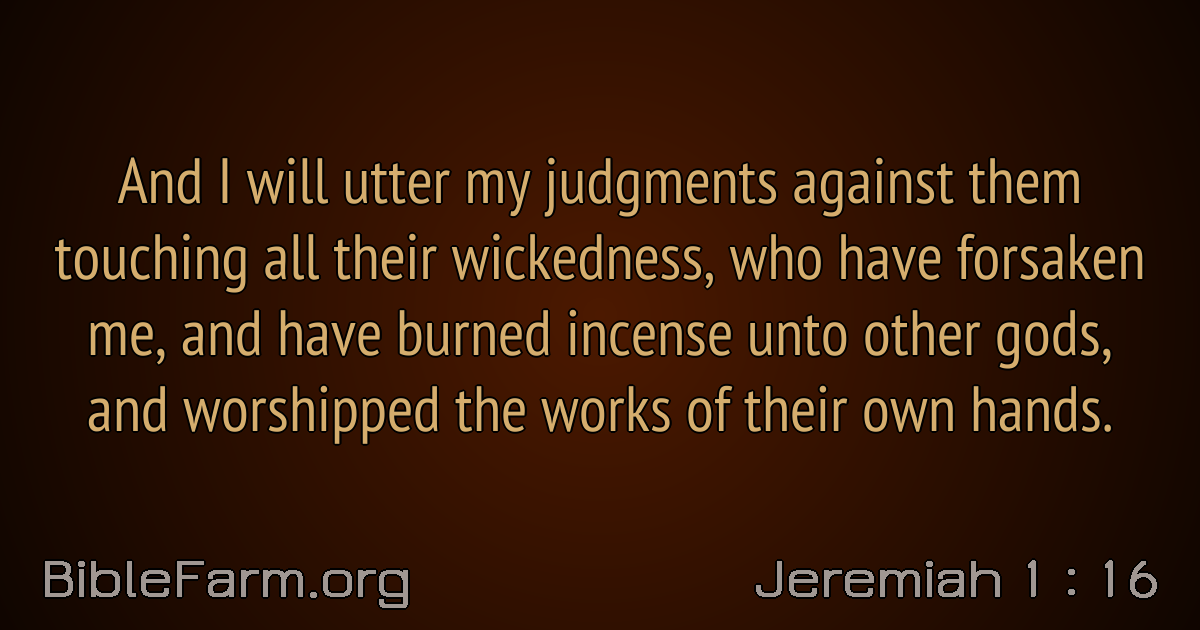 And I will utter my judgments against them
touching all their wickedness, who have forsaken
me, and have burned incense unto other gods,
and worshipped the works of their own hands.
BibleFarm.org
Jeremiah 1 : 16